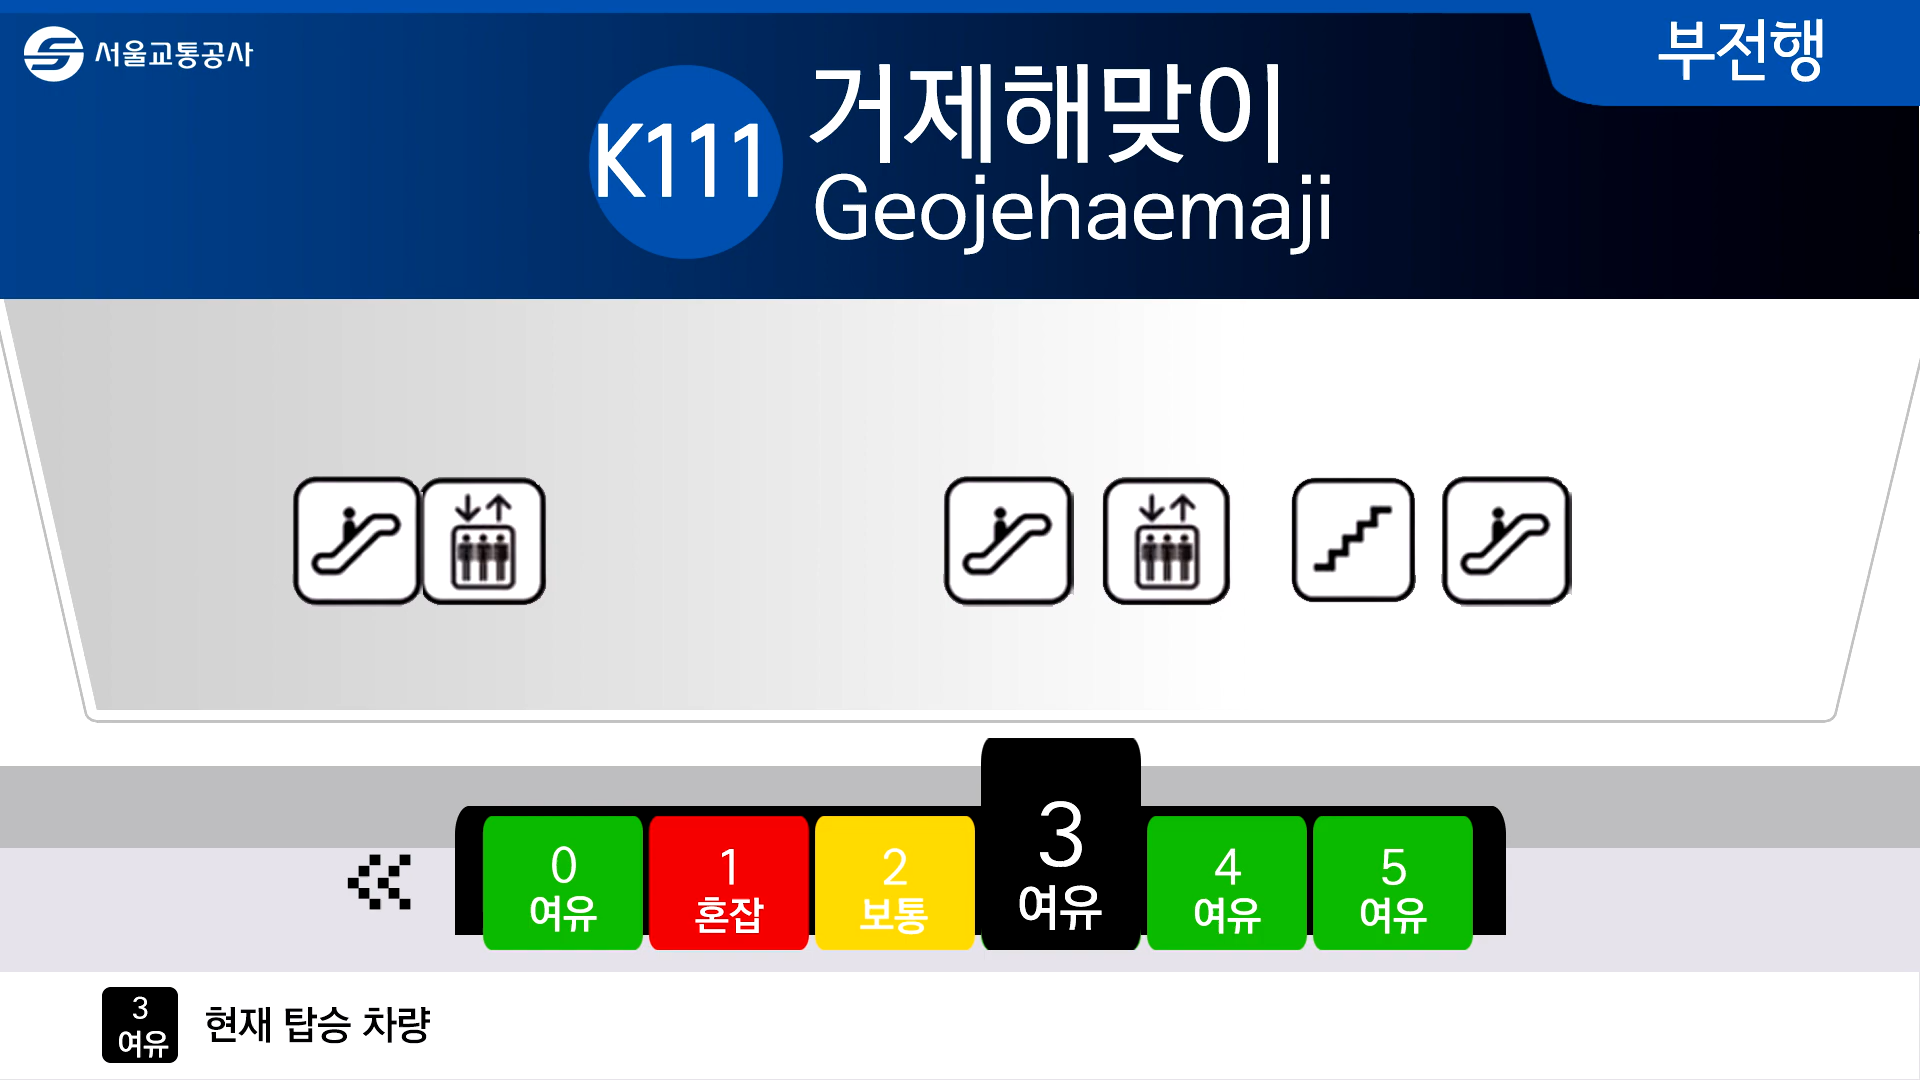 서울교통공사
부전행
K111
거제해맞이
Geojehaemaji
0
여유
1
혼잡
2
보통
3
여유
4
여유
5
여유
3
여유
현재 탑승 차량